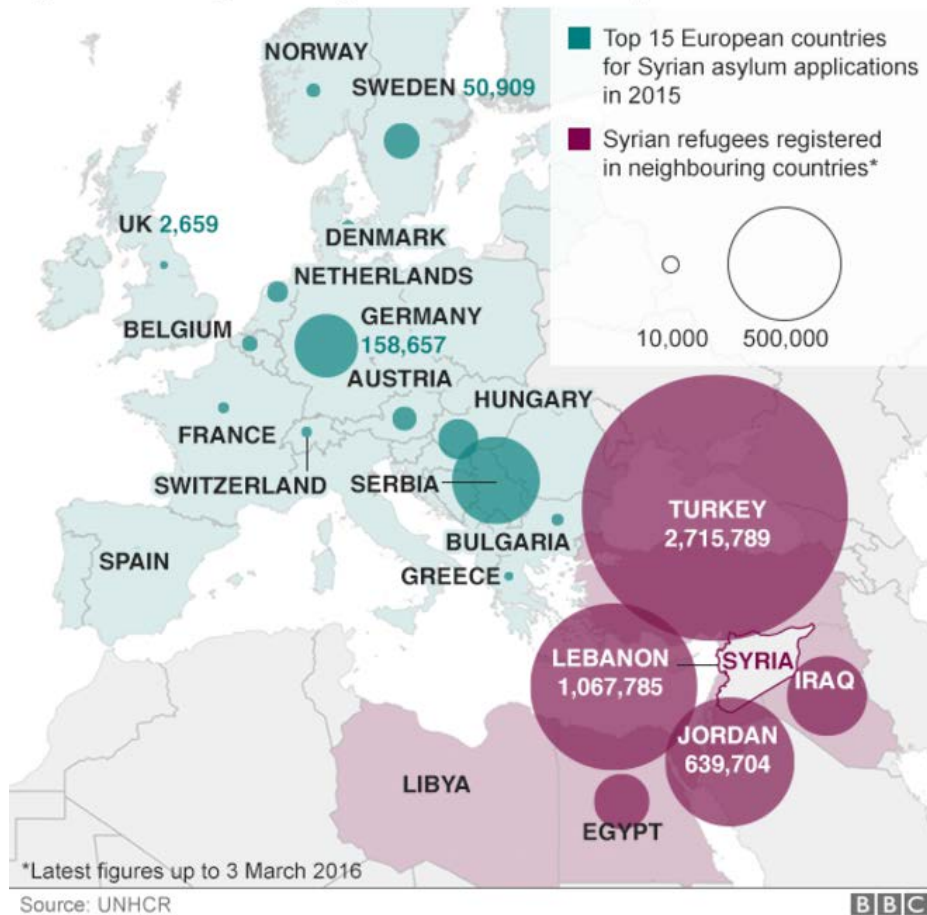 Top 15 European countries
for Syrian asylum applications
in 2015
Syrian refugees registered
in neighbouring countries*
10,000
500,000
NORWAY
SWEDEN 50,909
UK 2,659
DENMARK
NETHERLANDS
BELGIUM
GERMANY
158,657
AUSTRIA
HUNGARY
FRANCE
SWITZERLAND
SERBIA
TURKEY
2,715,789
BULGARIA
SPAIN
GREECE
LEBANON
1,067,785
SYRIA
IRAQ
JORDAN
639,704
LIBYA
EGYPT
*Latest figures up to 3 March 2016
Source: UNHCR
BBC